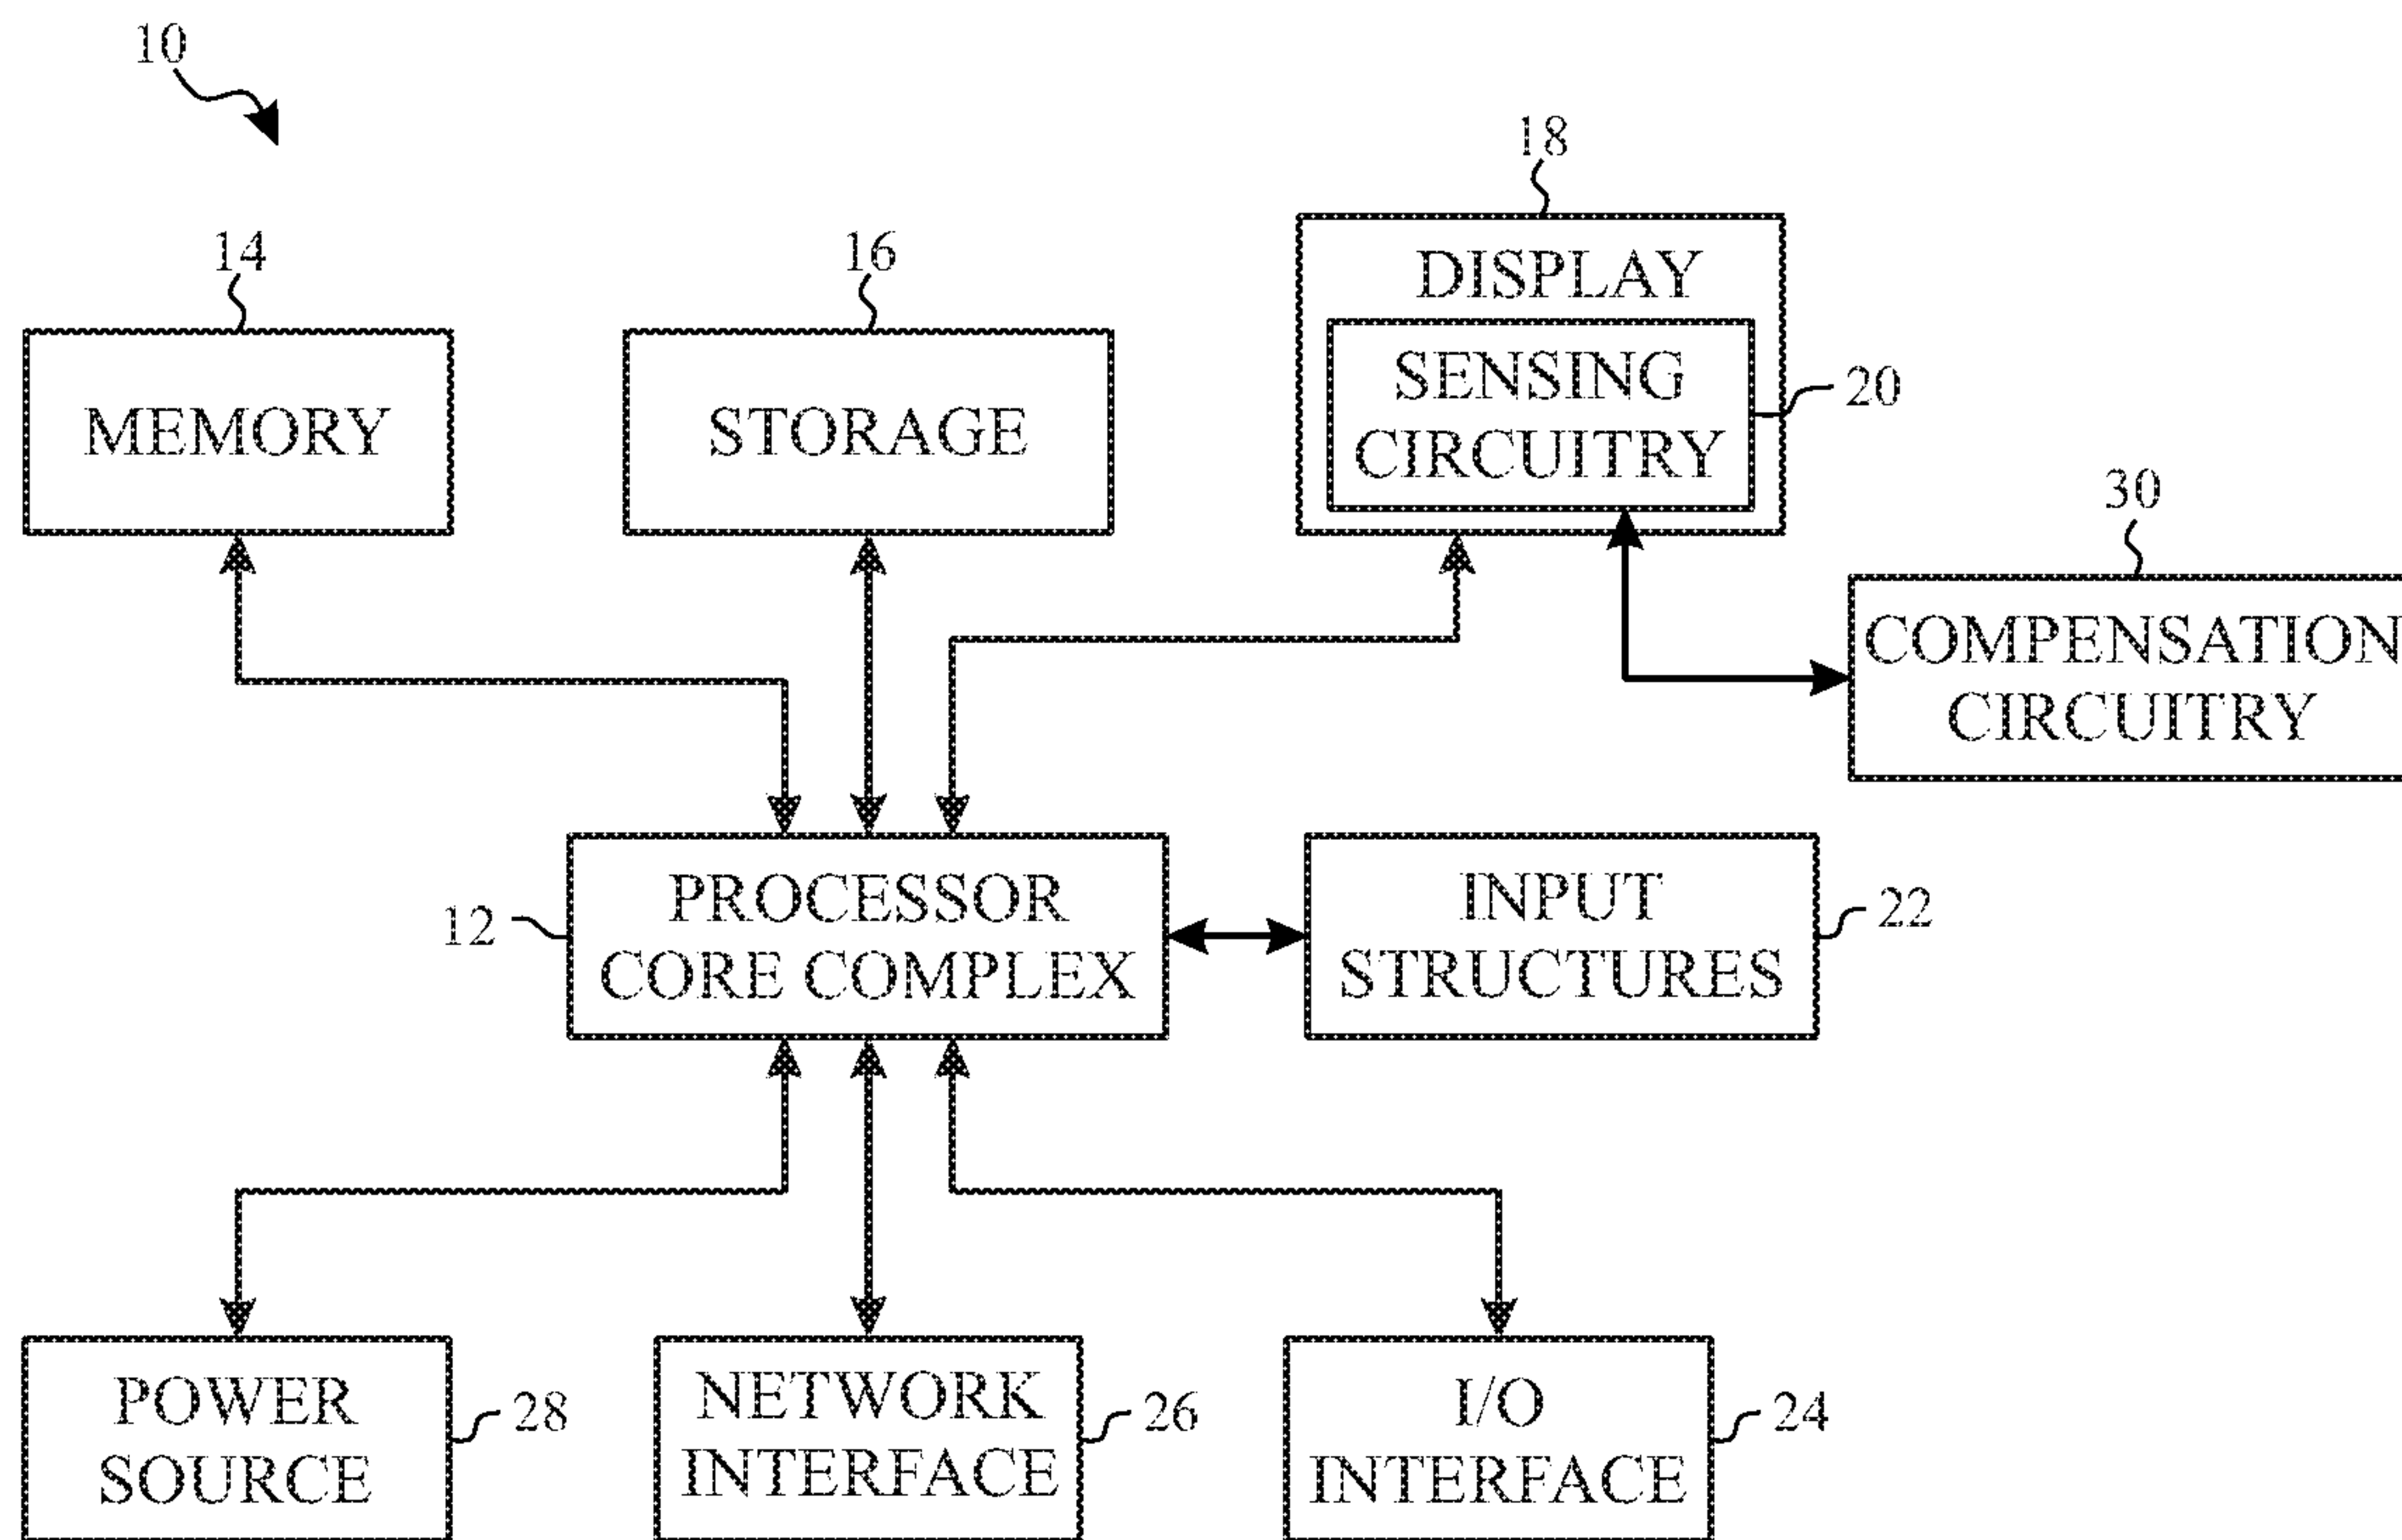 10
18
14
16
DISPLAY
MEMORY
STORAGE
SENSING
CIRCUITRY
20
30
COMPENSATION
CIRCUITRY
12
PROCESSOR
CORE COMPLEX
INPUT
STRUCTURES
22
POWER
SOURCE
28
NETWORK
INTERFACE
26
I/O
INTERFACE
24